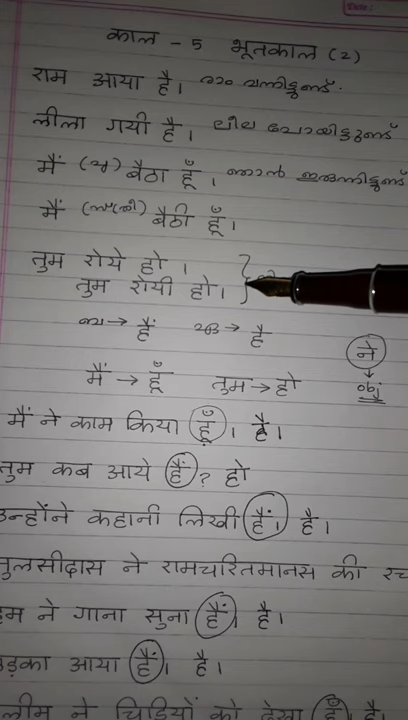 काल - 5 भूतकाल (2)
राम आया है। രാം വന്നിട്ടുണ്ട്.
लीला गयी है। ലീല പോയിട്ടുണ്ട്
मैं (പു) बैठा हूँ। ഞാൻ ഇരുന്നിട്ടുണ്ട്
मैं (സ്ത്രീ) बैठी हूँ।
तुम रोये हो ।
तुम रोयी हो।
ബ.വ → हैं ഏ.വ → है
ने
मैं → हूँ तुम → हो
obj
मैं ने काम किया हूँ। है।
तुम कब आये हैं? हो
उन्होंने कहानी लिखी हैं। है।
तुलसीदास ने रामचरितमानस की
हम ने गाना सुना हैं। है।
लड़का आया हैं। है।
ने चिड़ियों को देखा हूँ है